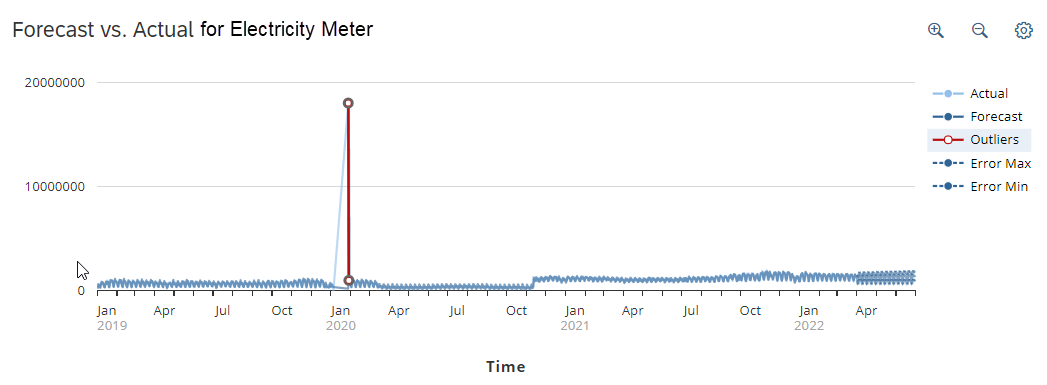 Forecast vs. Actual for Electricity Meter
20000000
Actual
Forecast
Outliers
Error Max
Error Min
10000000
0
Jan Apr Jul Oct Jan Apr Jul Oct Jan Apr Jul Oct Jan Apr
2019 2020 2021 2022
Time